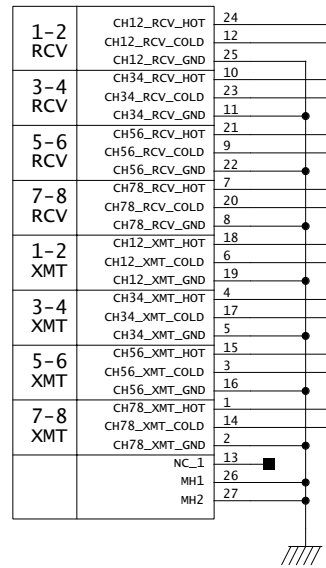 1-2
RCV
CH12_RCV_HOT 24
CH12_RCV_COLD 12
CH12_RCV_GND 25
3-4
RCV
CH34_RCV_HOT 10
CH34_RCV_COLD 23
CH34_RCV_GND 11
5-6
RCV
CH56_RCV_HOT 21
CH56_RCV_COLD 9
CH56_RCV_GND 22
7-8
RCV
CH78_RCV_HOT 7
CH78_RCV_COLD 20
CH78_RCV_GND 8
1-2
XMT
CH12_XMT_HOT 18
CH12_XMT_COLD 6
CH12_XMT_GND 19
3-4
XMT
CH34_XMT_HOT 4
CH34_XMT_COLD 17
CH34_XMT_GND 5
5-6
XMT
CH56_XMT_HOT 15
CH56_XMT_COLD 3
CH56_XMT_GND 16
7-8
XMT
CH78_XMT_HOT 1
CH78_XMT_COLD 14
CH78_XMT_GND 2
NC_1 13
MH1 26
MH2 27